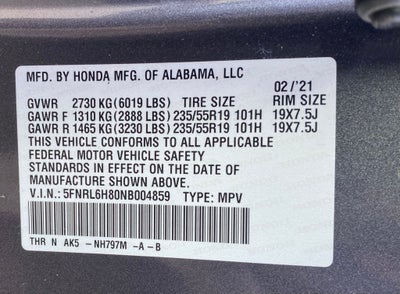 MFD. BY HONDA MFG. OF ALABAMA, LLC 02/'21
GVWR 2730 KG(6019 LBS) TIRE SIZE RIM SIZE
GAWR F 1310 KG(2888 LBS) 235/55R19 101H 19X7.5J
GAWR R 1465 KG(3230 LBS) 235/55R19 101H 19X7.5J
THIS VEHICLE CONFORMS TO ALL APPLICABLE
FEDERAL MOTOR VEHICLE SAFETY
STANDARDS IN EFFECT ON THE DATE OF
MANUFACTURE SHOWN ABOVE.
V.I.N: 5FNRL6H80NB004859 TYPE: MPV
THR N AK5 -NH797M -A-B